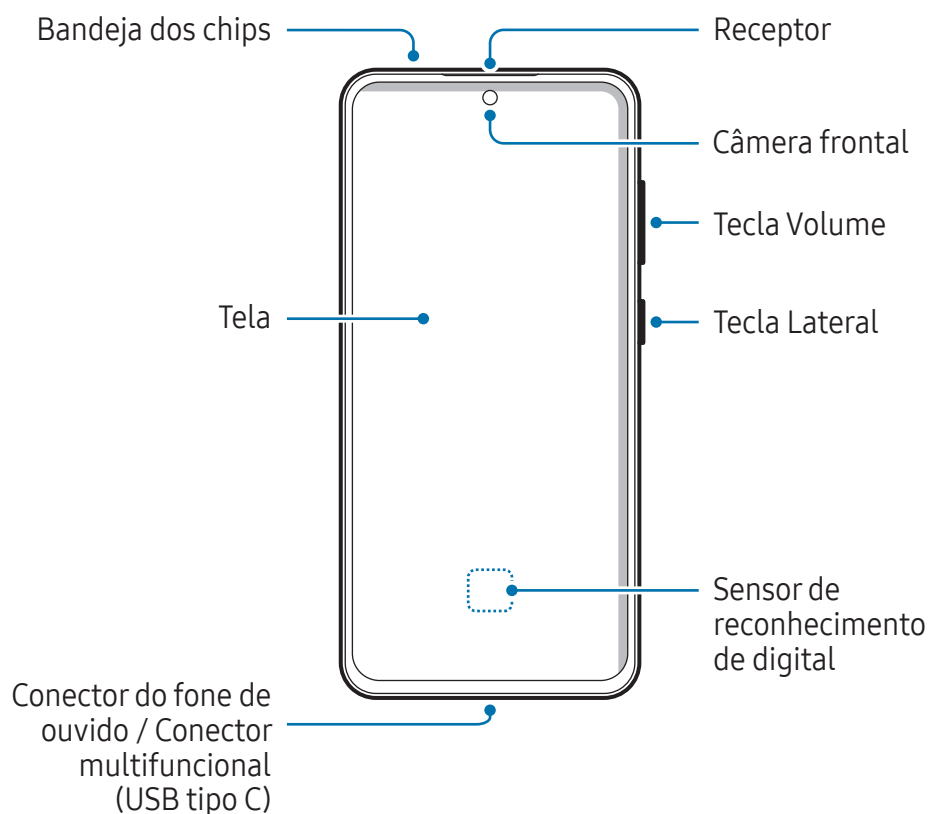 Bandeja dos chips
Receptor
Câmera frontal
Tecla Volume
Tela
Tecla Lateral
Sensor de
reconhecimento
de digital
Conector do fone de
ouvido / Conector
multifuncional
(USB tipo C)